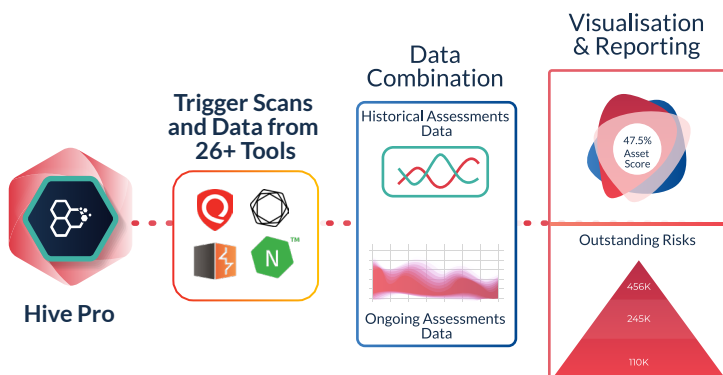 Hive Pro
Trigger Scans
and Data from
26+ Tools
N
™
Data
Combination
Historical Assessments
Data
Ongoing Assessments
Data
Visualisation
& Reporting
47.5%
Asset
Score
Outstanding Risks
456K
245K
110K